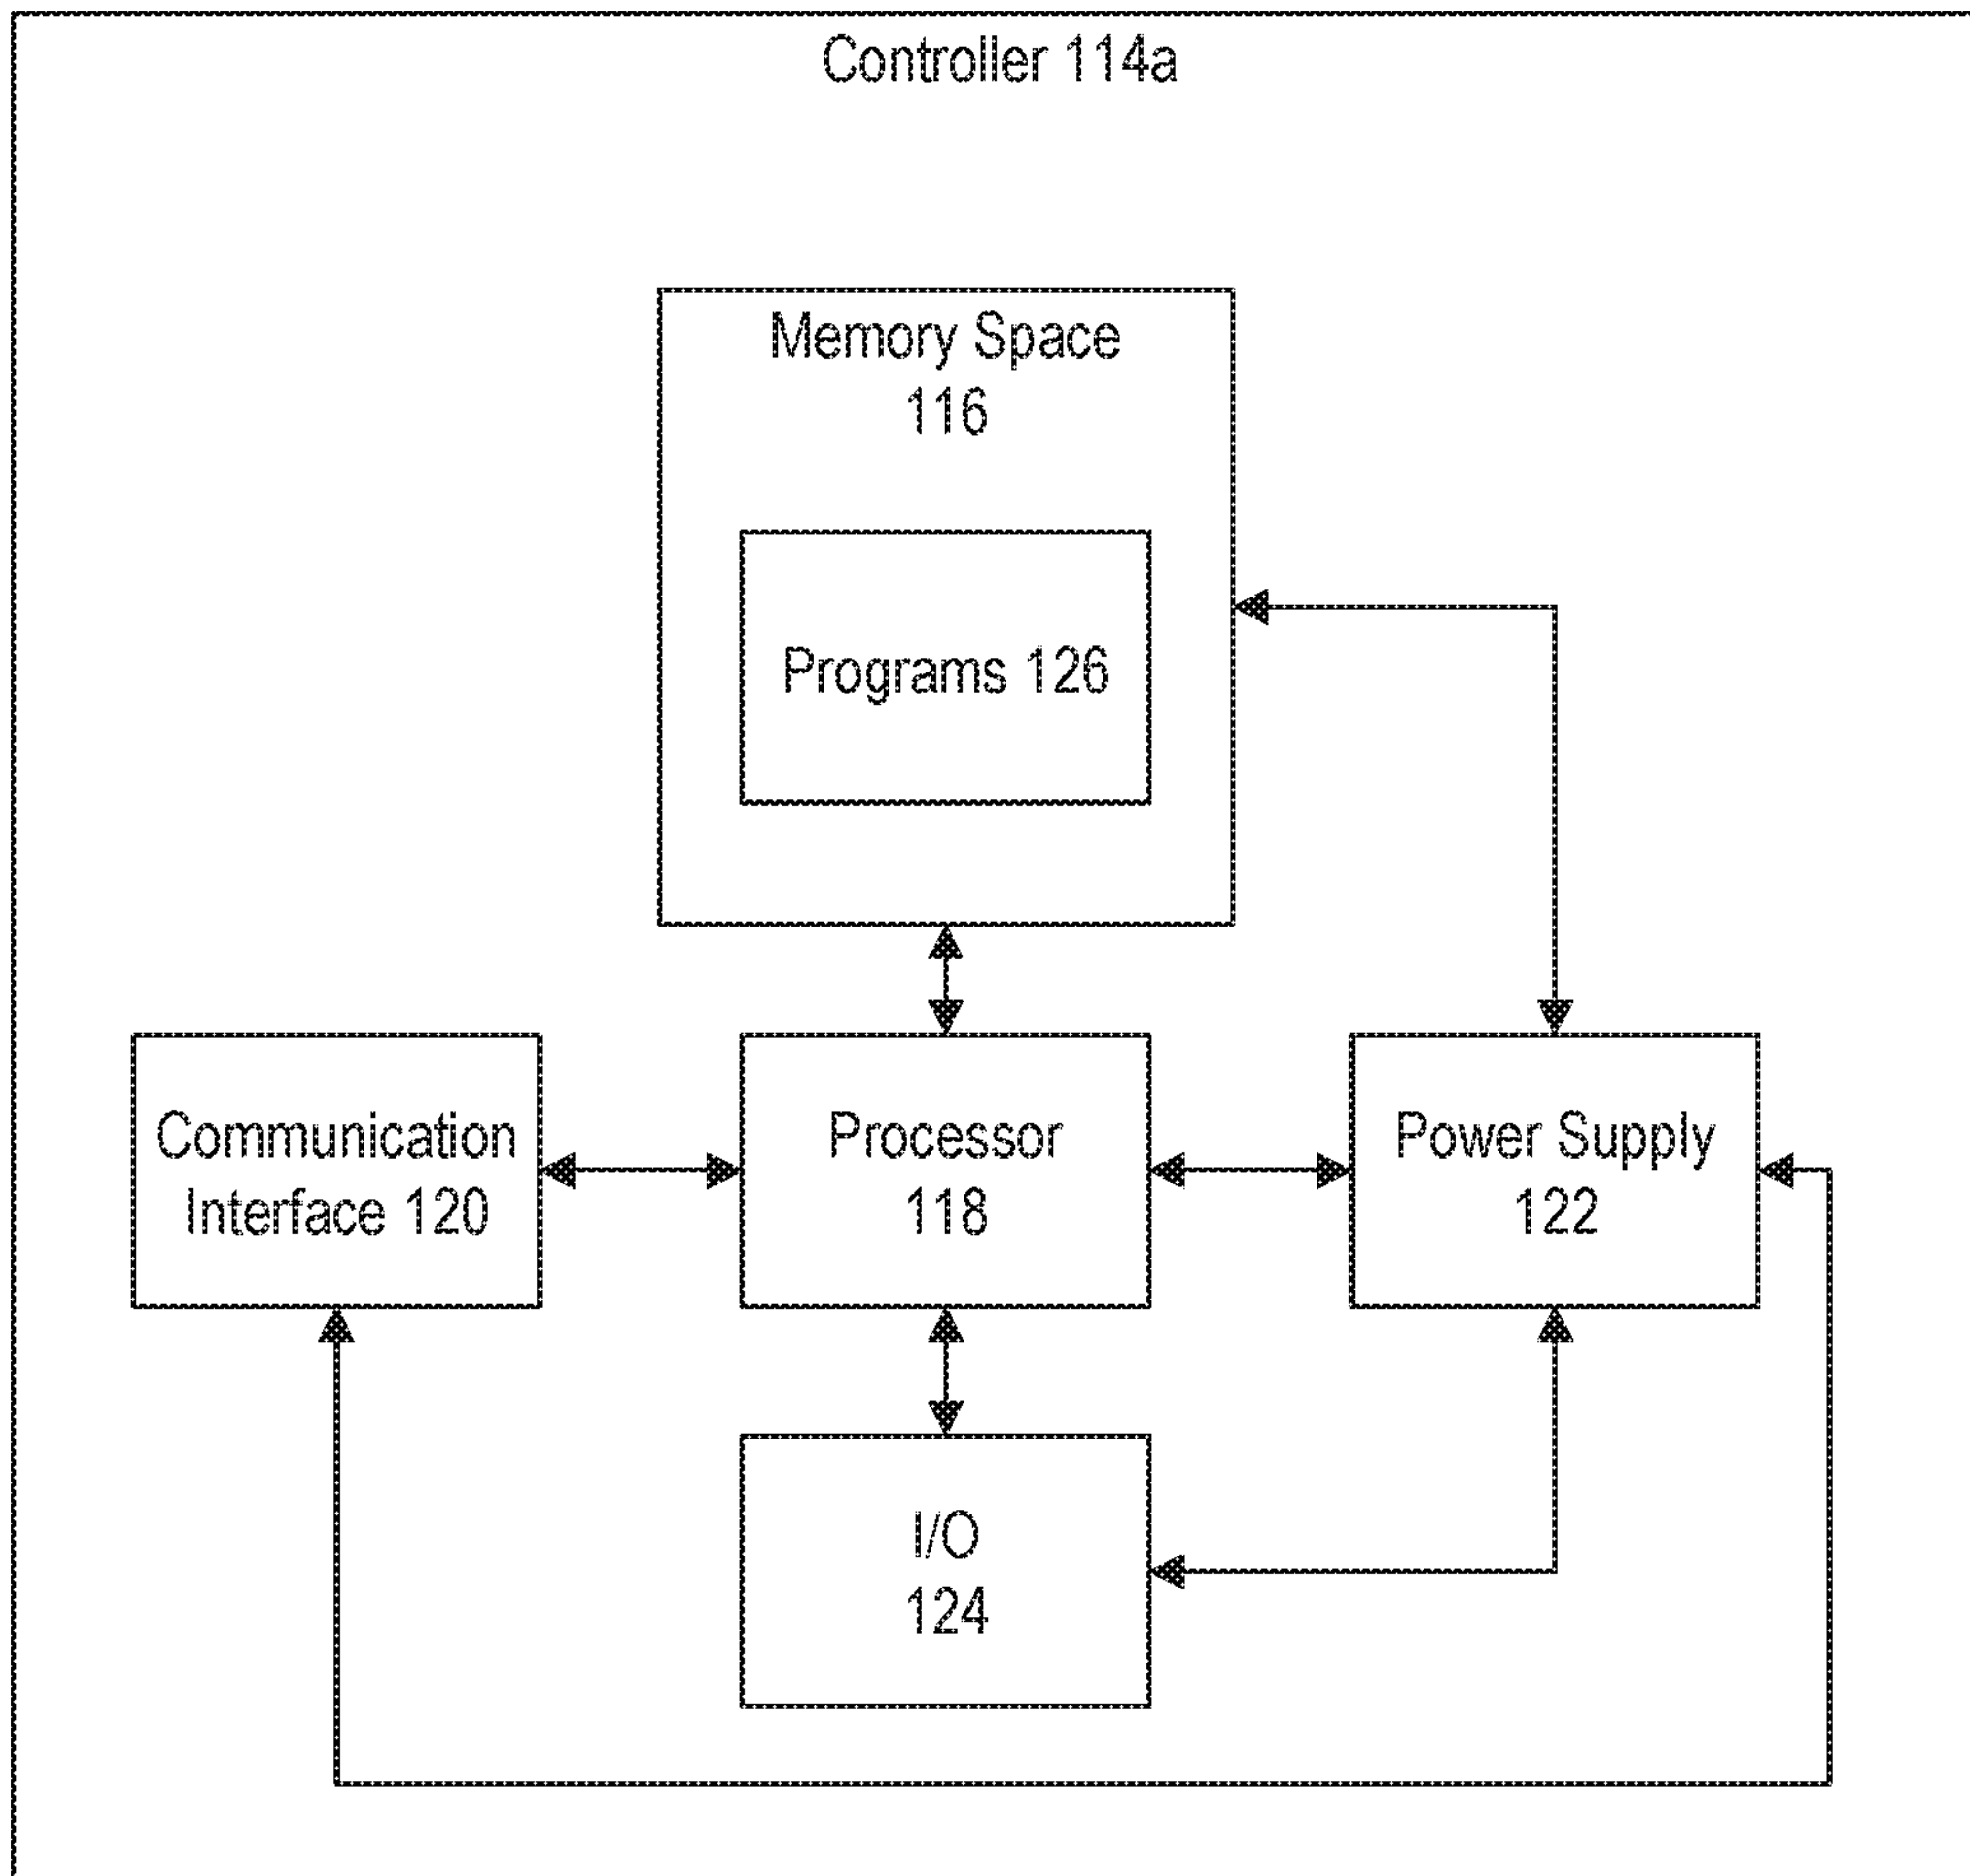 Controller 114a
Memory Space
116
Programs 126
Communication
Interface 120
Processor
118
Power Supply
122
I/O
124